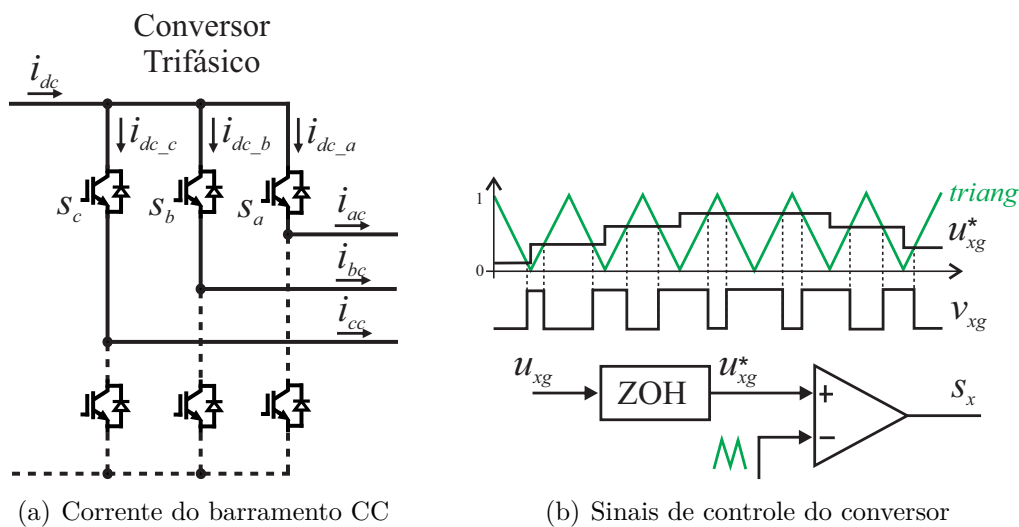 Conversor
Trifásico
i_dc
i_dc_c
i_dc_b
i_dc_a
s_c
s_b
s_a
i_ac
i_bc
i_cc
(a) Corrente do barramento CC
1
triang
u*_xg
0
v_xg
u_xg
ZOH
u*_xg
+
−
s_x
(b) Sinais de controle do conversor